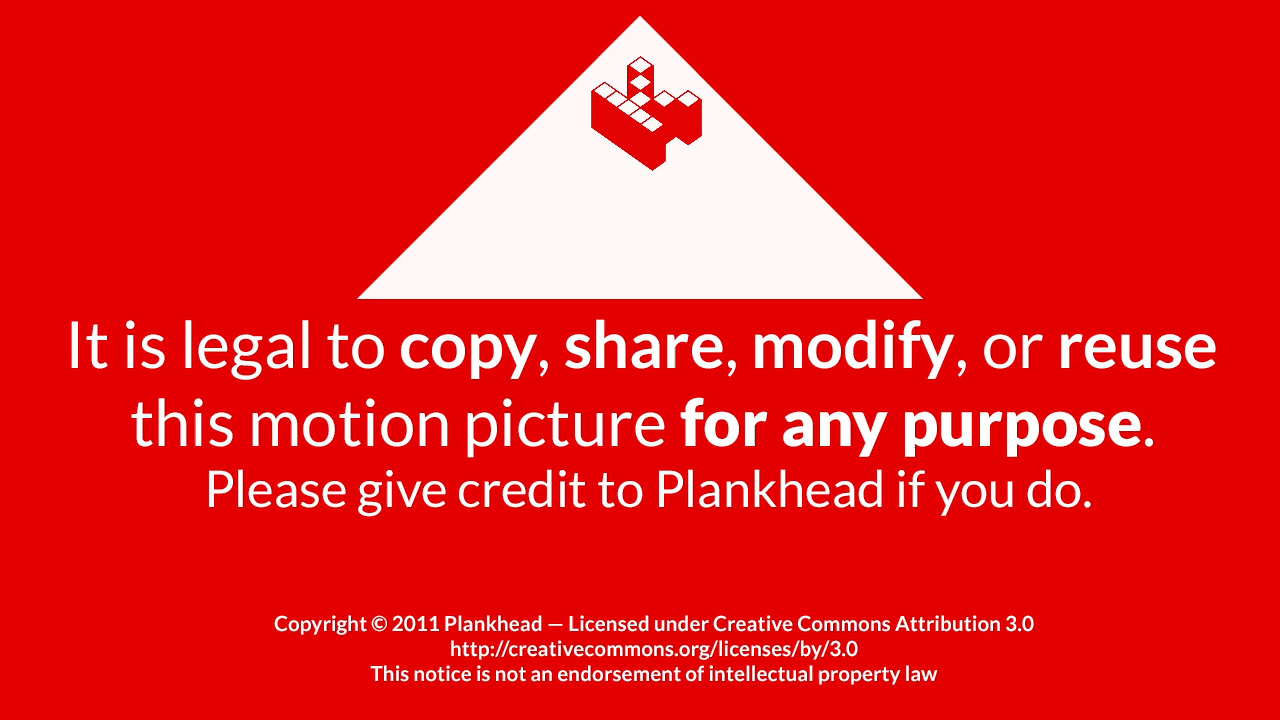 It is legal to copy, share, modify, or reuse
this motion picture for any purpose.
Please give credit to Plankhead if you do.
Copyright © 2011 Plankhead — Licensed under Creative Commons Attribution 3.0
http://creativecommons.org/licenses/by/3.0
This notice is not an endorsement of intellectual property law